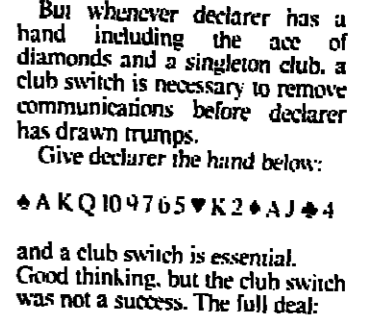 But whenever declarer has a
hand including the ace of
diamonds and a singleton club, a
club switch is necessary to remove
communications before declarer
has drawn trumps.
Give declarer the hand below:
♠ A K Q 10 9 7 6 5 ♥ K 2 ♦ A J ♣ 4
and a club switch is essential.
Good thinking, but the club switch
was not a success. The full deal: